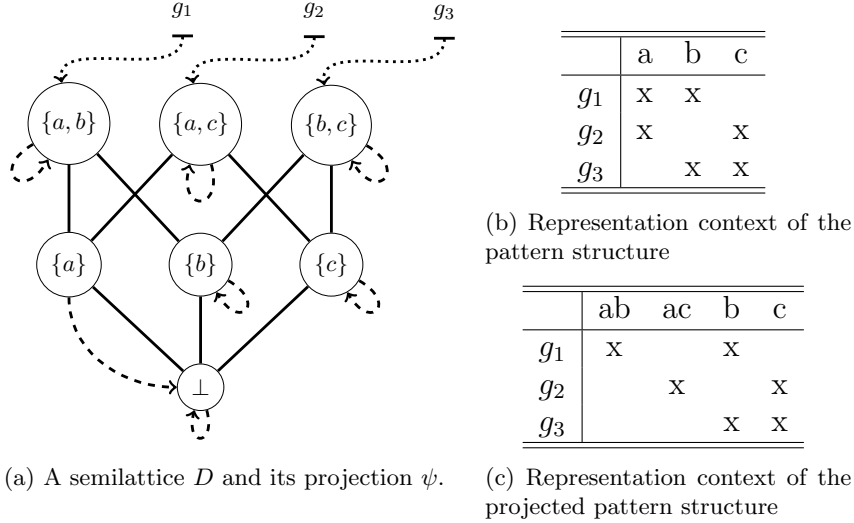 g1 g2 g3
{a, b} {a, c} {b, c}
{a} {b} {c}
⊥
(a) A semilattice D and its projection ψ.
a b c
g1 x x
g2 x x
g3 x x
(b) Representation context of the
pattern structure
ab ac b c
g1 x x
g2 x x
g3 x x
(c) Representation context of the
projected pattern structure